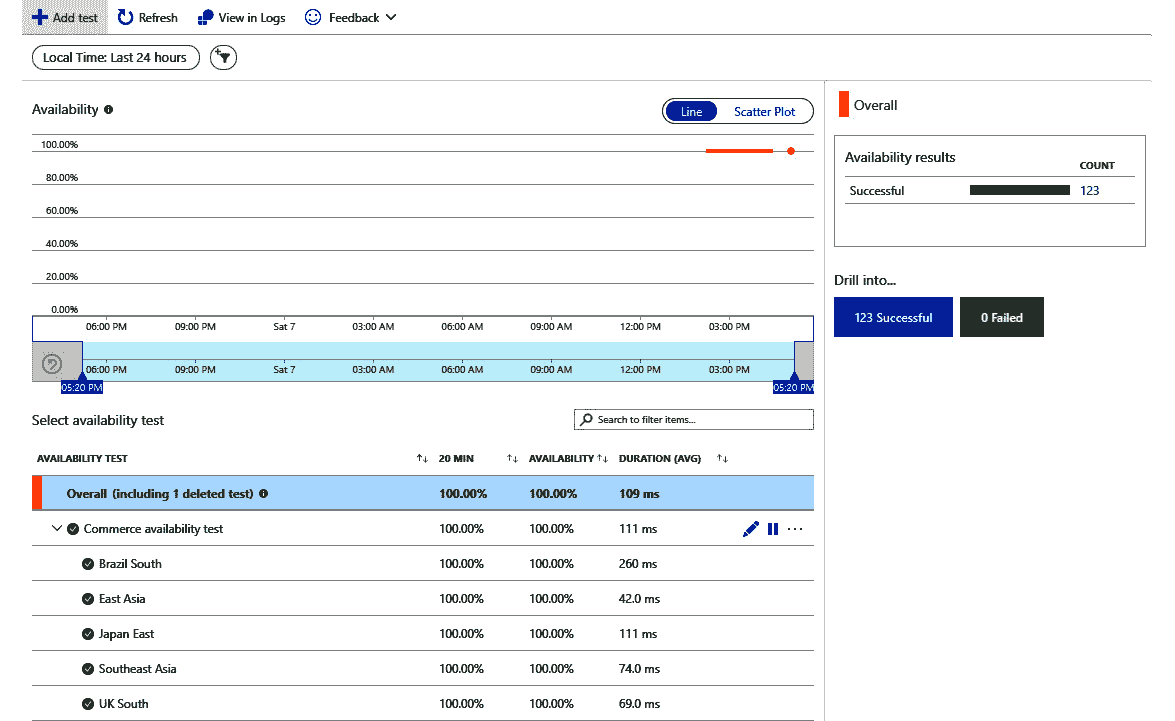 Add test Refresh View in Logs Feedback
Local Time: Last 24 hours
Availability
Line Scatter Plot
100.00%
80.00%
60.00%
40.00%
20.00%
0.00%
06:00 PM 09:00 PM Sat 7 03:00 AM 06:00 AM 09:00 AM 12:00 PM 03:00 PM
06:00 PM 09:00 PM Sat 7 03:00 AM 06:00 AM 09:00 AM 12:00 PM 03:00 PM
05:20 PM 05:20 PM
Select availability test
Search to filter items...
AVAILABILITY TEST 20 MIN AVAILABILITY DURATION (AVG)
Overall (including 1 deleted test) 100.00% 100.00% 109 ms
Commerce availability test 100.00% 100.00% 111 ms
Brazil South 100.00% 100.00% 260 ms
East Asia 100.00% 100.00% 42.0 ms
Japan East 100.00% 100.00% 111 ms
Southeast Asia 100.00% 100.00% 74.0 ms
UK South 100.00% 100.00% 69.0 ms
Overall
Availability results
COUNT
Successful 123
Drill into...
123 Successful 0 Failed